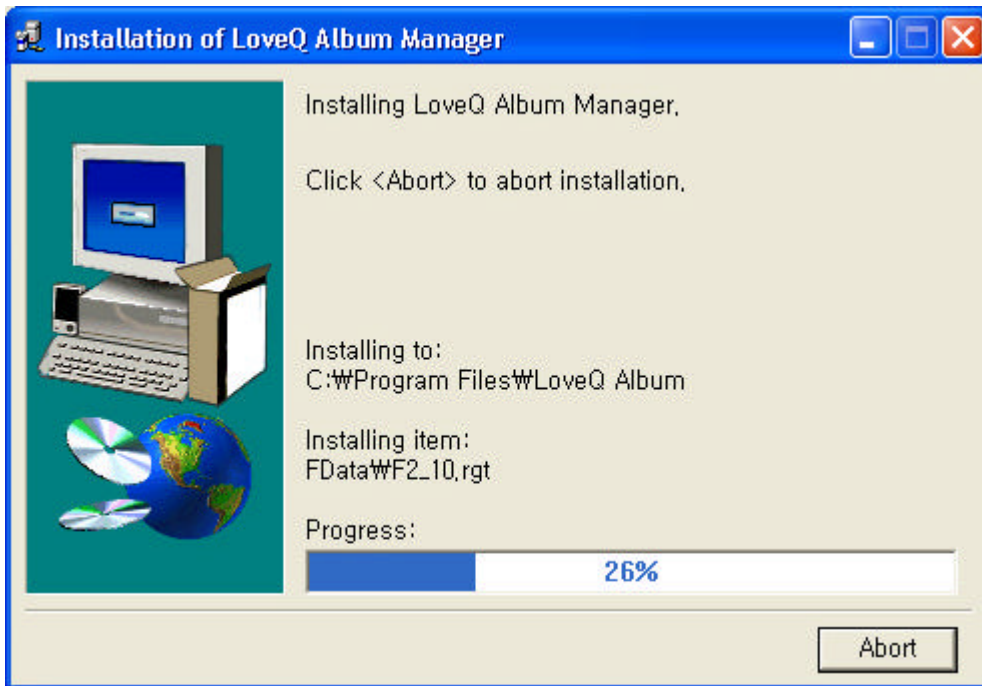 Installation of LoveQ Album Manager
Installing LoveQ Album Manager.
Click <Abort> to abort installation.
Installing to:
C:₩Program Files₩LoveQ Album
Installing item:
FData₩F2_10.rgt
Progress:
26%
Abort